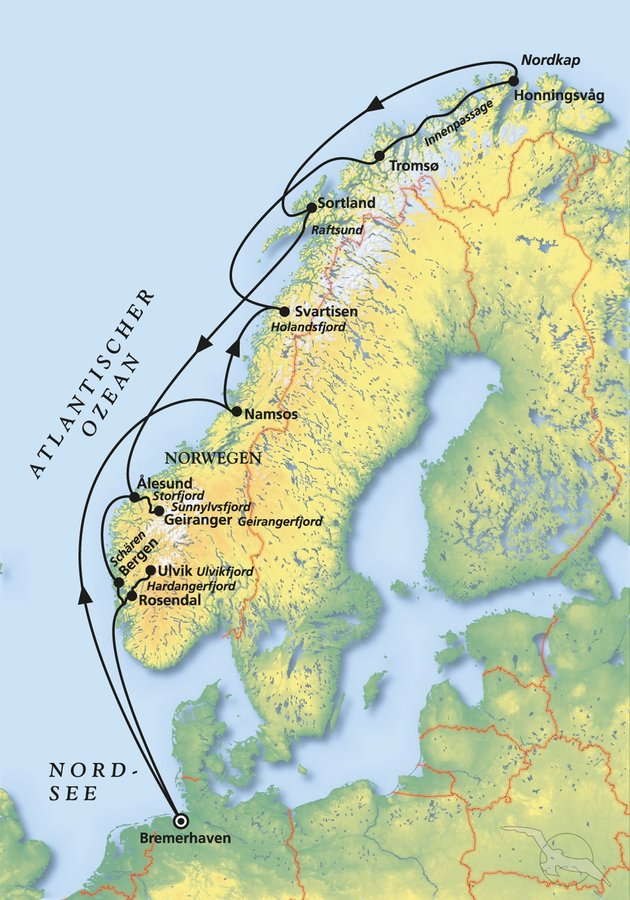 Nordkap
Honningsvåg
Innenpassage
Tromsø
Sortland
Raftsund
Svartisen
Holandsfjord
ATLANTISCHER
OZEAN
Namsos
NORWEGEN
Ålesund
Storfjord
Sunnylvsfjord
Geiranger Geirangerfjord
Schären
Bergen
Ulvik Ulvikfjord
Hardangerfjord
Rosendal
NORD-
SEE
Bremerhaven